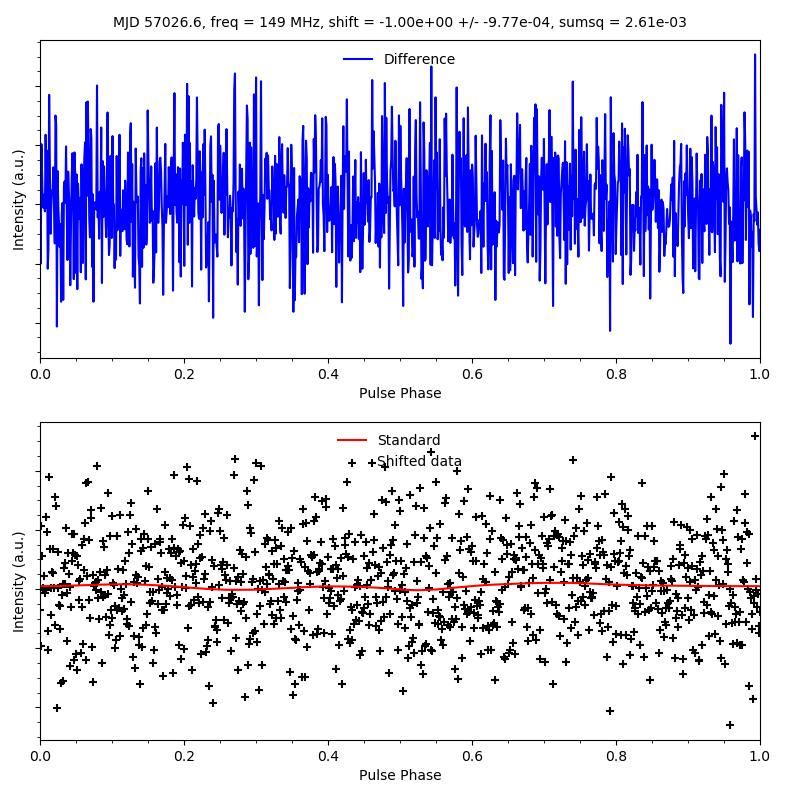 MJD 57026.6, freq = 149 MHz, shift = -1.00e+00 +/- -9.77e-04, sumsq = 2.61e-03
Difference
Intensity (a.u.)
0.0 0.2 0.4 0.6 0.8 1.0
Pulse Phase
Standard
Shifted data
Intensity (a.u.)
0.0 0.2 0.4 0.6 0.8 1.0
Pulse Phase